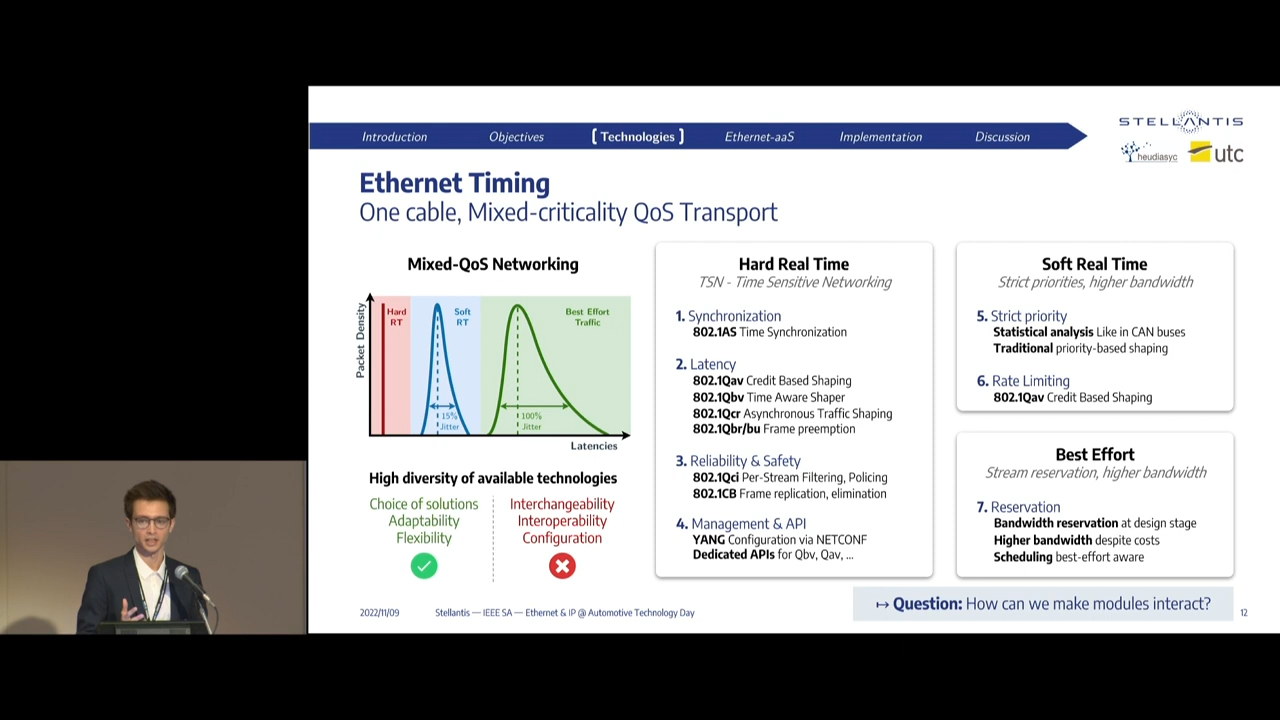 Introduction
Objectives
[ Technologies ]
Ethernet-aaS
Implementation
Discussion
STELLANTIS
heudiasyc
utc
Ethernet Timing
One cable, Mixed-criticality QoS Transport
Mixed-QoS Networking
Packet Density
Hard
RT
Soft
RT
Best Effort
Traffic
15%
Jitter
100%
Jitter
Latencies
High diversity of available technologies
Choice of solutions
Adaptability
Flexibility
Interchangeability
Interoperability
Configuration
Hard Real Time
TSN - Time Sensitive Networking
1. Synchronization
802.1AS Time Synchronization
2. Latency
802.1Qav Credit Based Shaping
802.1Qbv Time Aware Shaper
802.1Qcr Asynchronous Traffic Shaping
802.1Qbr/bu Frame preemption
3. Reliability & Safety
802.1Qci Per-Stream Filtering, Policing
802.1CB Frame replication, elimination
4. Management & API
YANG Configuration via NETCONF
Dedicated APIs for Qbv, Qav, ...
Soft Real Time
Strict priorities, higher bandwidth
5. Strict priority
Statistical analysis Like in CAN buses
Traditional priority-based shaping
6. Rate Limiting
802.1Qav Credit Based Shaping
Best Effort
Stream reservation, higher bandwidth
7. Reservation
Bandwidth reservation at design stage
Higher bandwidth despite costs
Scheduling best-effort aware
↦ Question: How can we make modules interact?
2022/11/09
Stellantis — IEEE SA — Ethernet & IP @ Automotive Technology Day
12